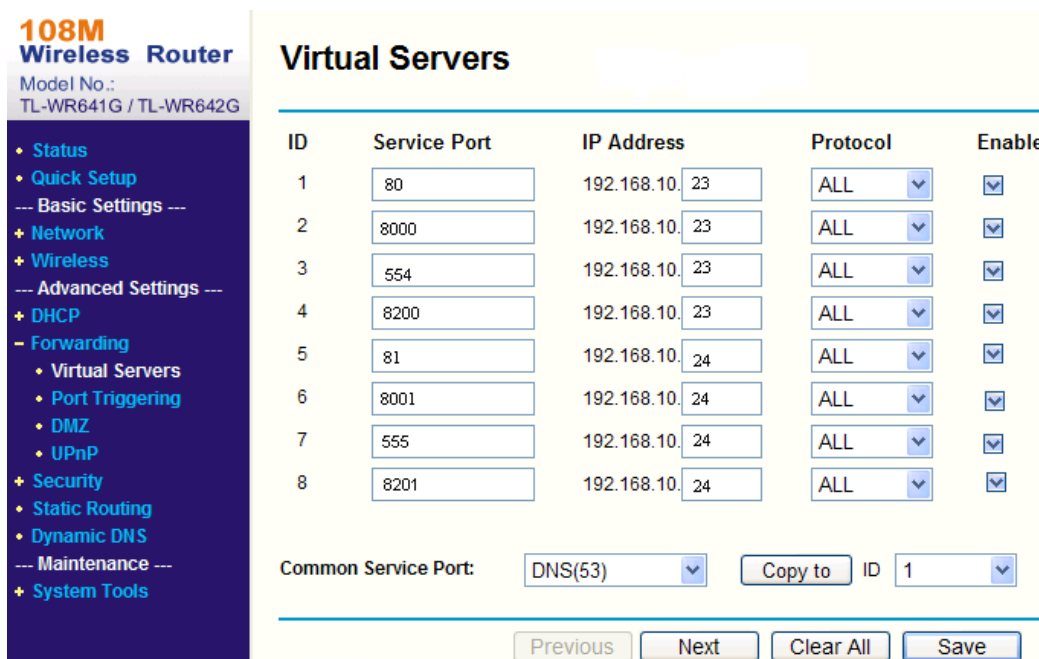 108M
Wireless Router
Model No.:
TL-WR641G / TL-WR642G
• Status
• Quick Setup
--- Basic Settings ---
+ Network
+ Wireless
--- Advanced Settings ---
+ DHCP
– Forwarding
• Virtual Servers
• Port Triggering
• DMZ
• UPnP
+ Security
• Static Routing
• Dynamic DNS
--- Maintenance ---
+ System Tools
Virtual Servers
ID Service Port IP Address Protocol Enable
1 80 192.168.10. 23 ALL
2 8000 192.168.10. 23 ALL
3 554 192.168.10. 23 ALL
4 8200 192.168.10. 23 ALL
5 81 192.168.10. 24 ALL
6 8001 192.168.10. 24 ALL
7 555 192.168.10. 24 ALL
8 8201 192.168.10. 24 ALL
Common Service Port: DNS(53) Copy to ID 1
Previous Next Clear All Save